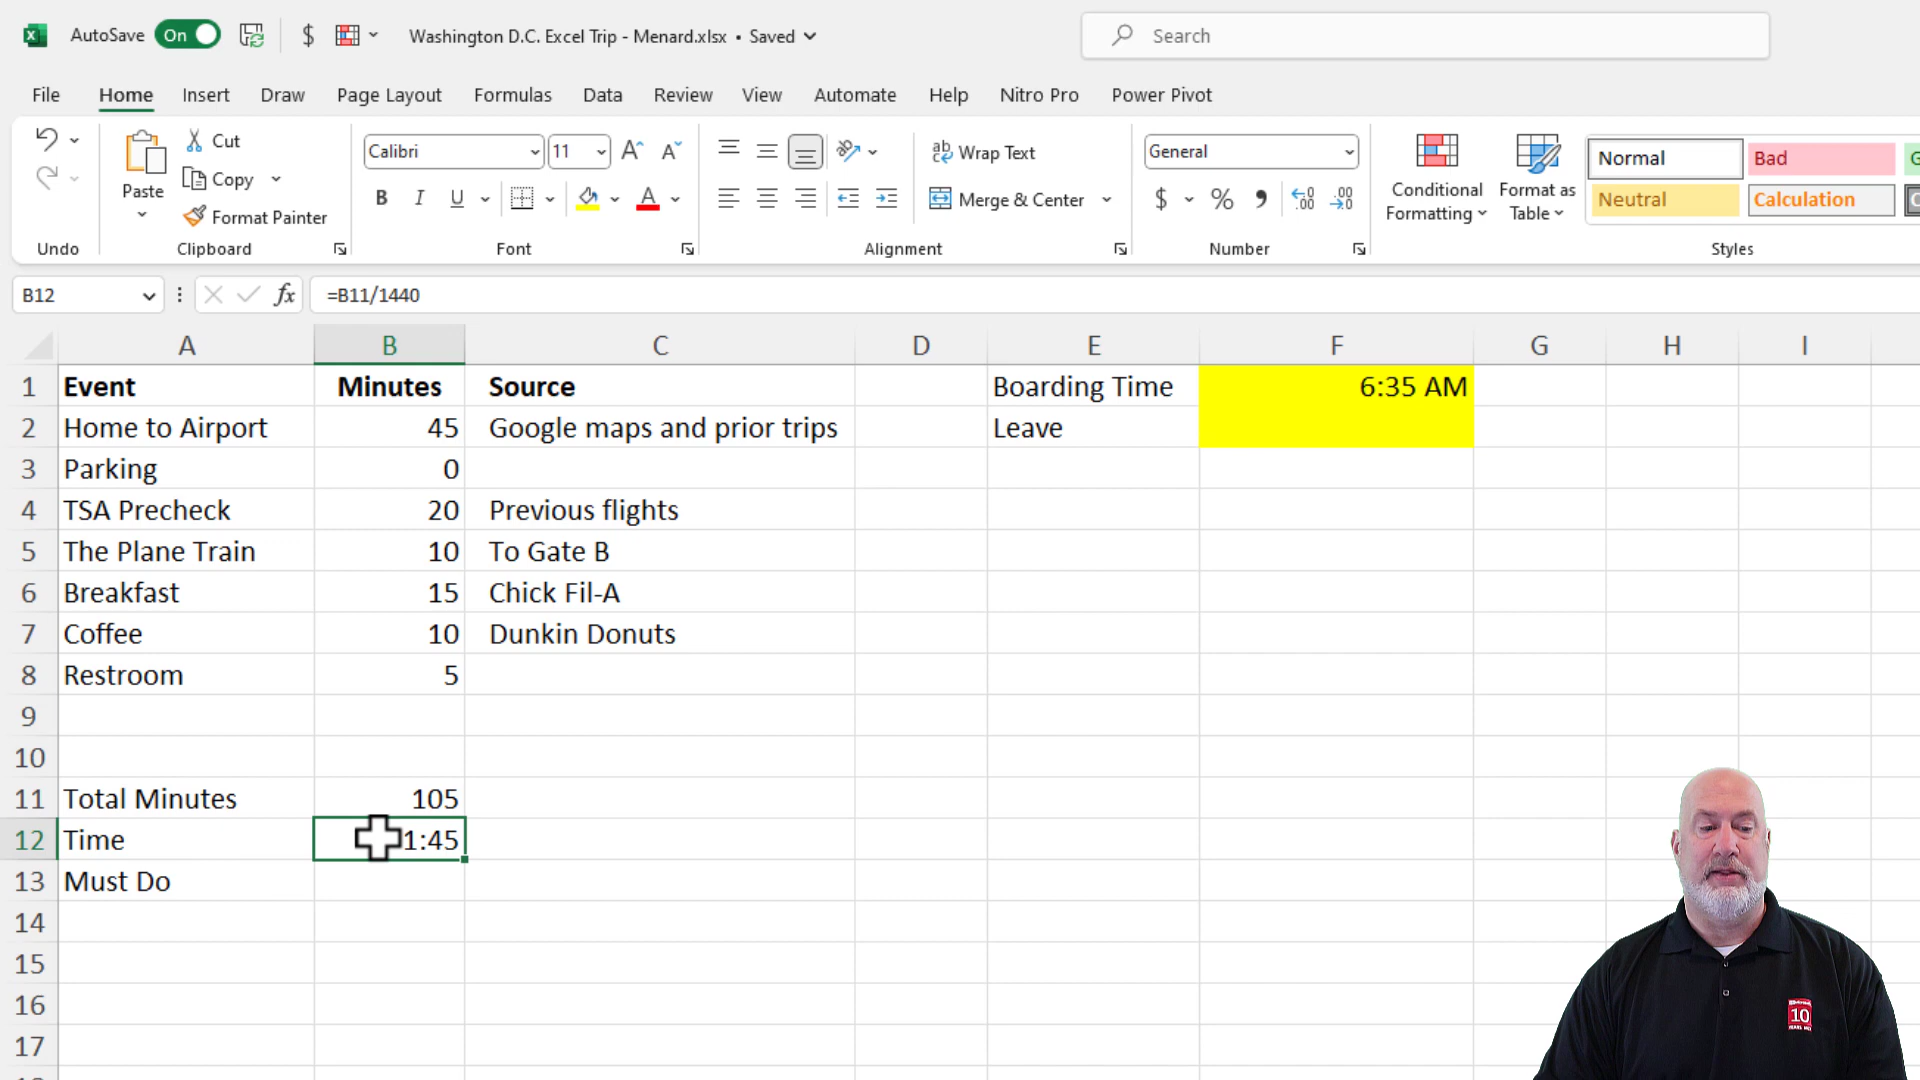 AutoSave On $ Washington D.C. Excel Trip - Menard.xlsx • Saved Search
File Home Insert Draw Page Layout Formulas Data Review View Automate Help Nitro Pro Power Pivot
Paste
Cut
Copy
Format Painter
Calibri 11
B I U A
ab Wrap Text
Merge & Center
General
$ % 9 .00 .00
Conditional Formatting
Format as Table
Normal Bad G
Neutral Calculation C
Undo Clipboard Font Alignment Number Styles
B12 fx =B11/1440
A B C D E F G H I
1 Event Minutes Source Boarding Time 6:35 AM
2 Home to Airport 45 Google maps and prior trips Leave
3 Parking 0
4 TSA Precheck 20 Previous flights
5 The Plane Train 10 To Gate B
6 Breakfast 15 Chick Fil-A
7 Coffee 10 Dunkin Donuts
8 Restroom 5
9
10
11 Total Minutes 105
12 Time 1:45
13 Must Do
14
15
16
17
10